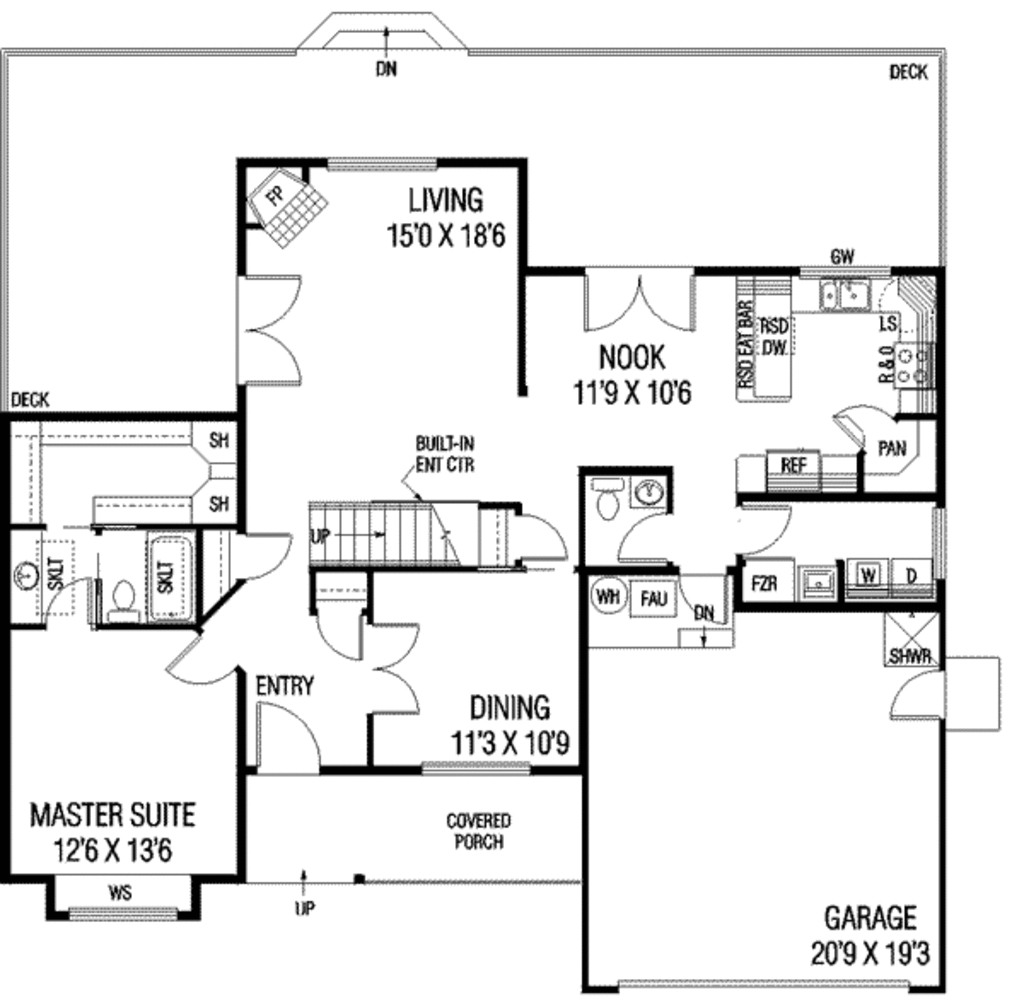 DN
DECK
FP
LIVING
15'0 X 18'6
GW
RSD EAT BAR
RSD
DW
LS
R & O
NOOK
11'9 X 10'6
DECK
SH
BUILT-IN
ENT CTR
PAN
REF
SH
UP
SKLT
SKLT
WH
FAU
FZR
W
D
DN
SHWR
ENTRY
DINING
11'3 X 10'9
MASTER SUITE
12'6 X 13'6
COVERED
PORCH
WS
UP
GARAGE
20'9 X 19'3